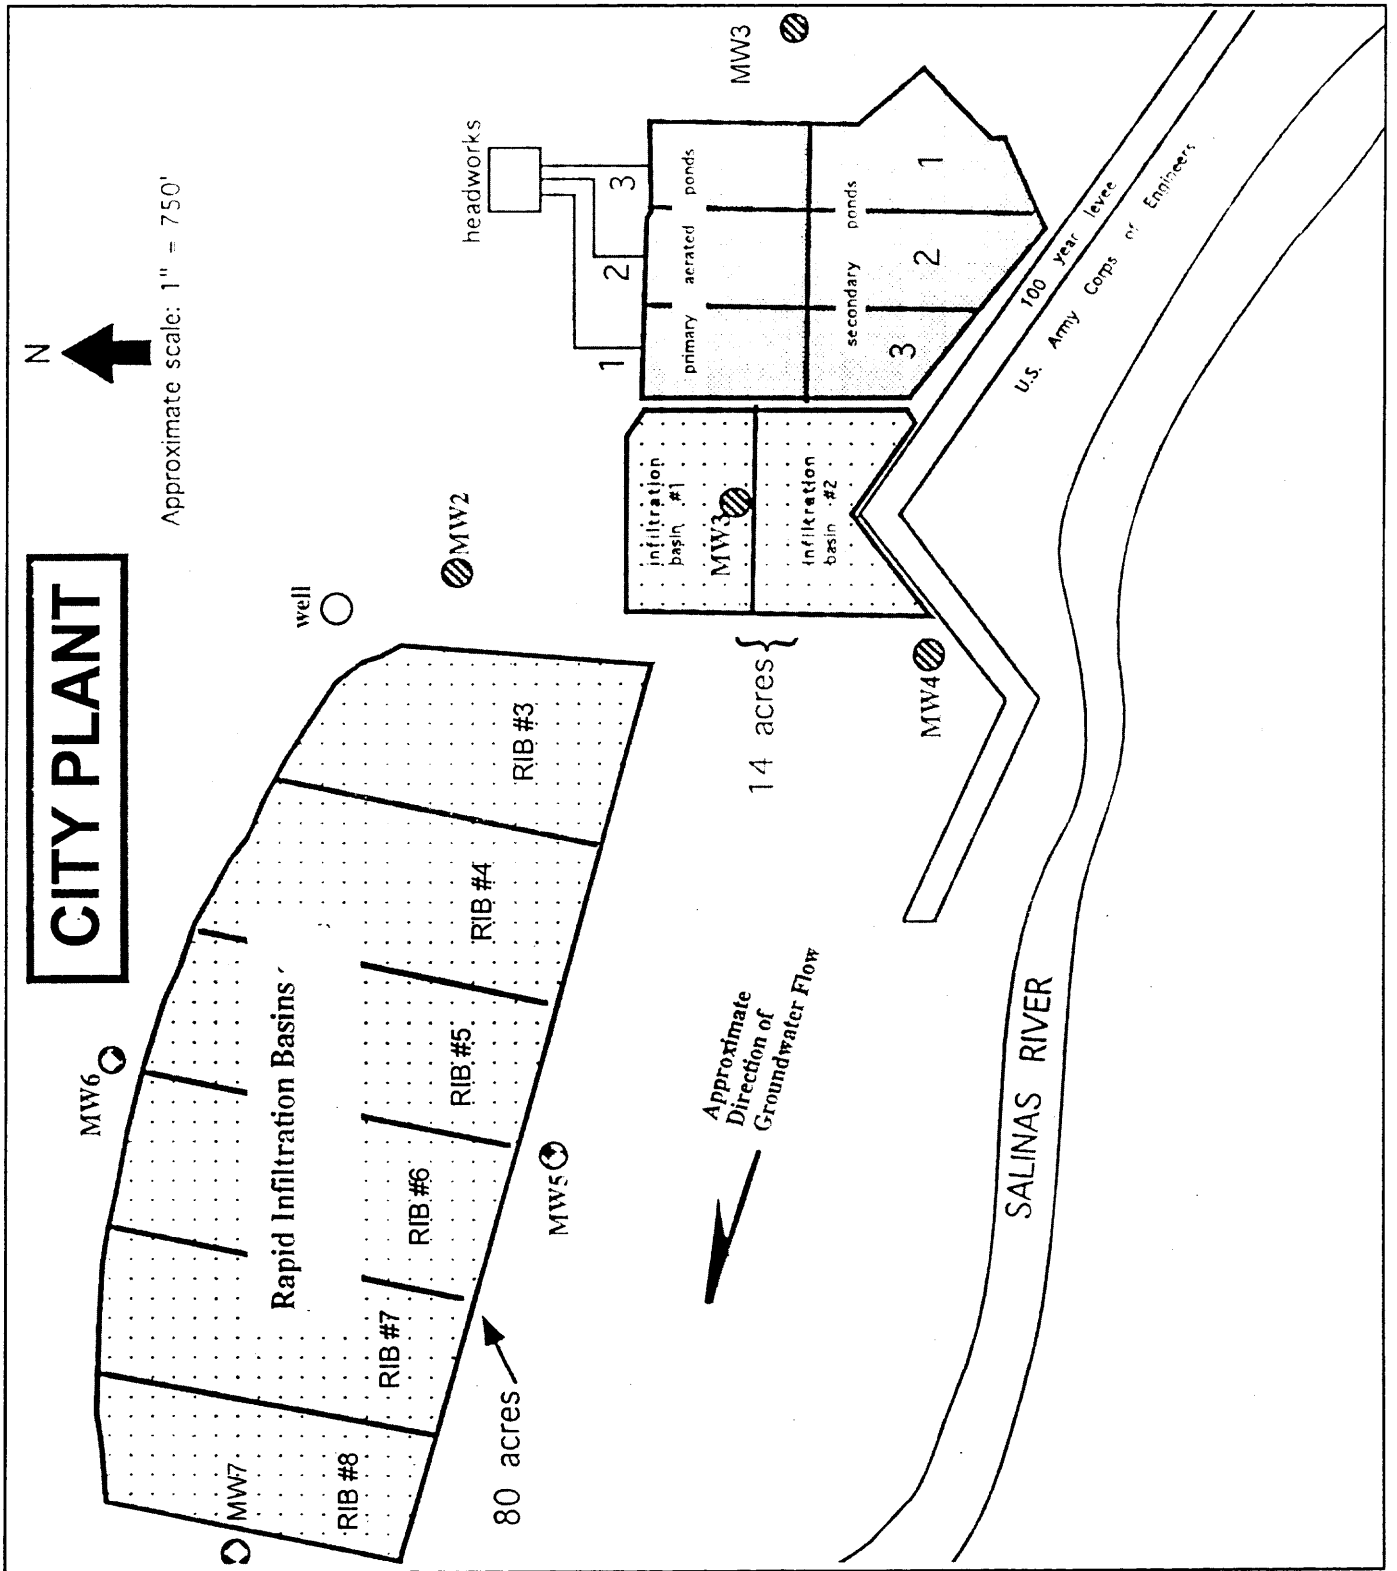 CITY PLANT
N
Approximate scale: 1" = 750'
MW6
MW7
RIB #8
RIB #7
RIB #6
RIB #5
RIB #4
RIB #3
Rapid Infiltration Basins
80 acres
MW5
well
MW2
headworks
MW3
1
2
3
primary aerated ponds
secondary ponds
3
2
1
infiltration
basin #1
MW3
infiltration
basin #2
14 acres
MW4
100 year levee
U.S. Army Corps of Engineers
Approximate
Direction of
Groundwater Flow
SALINAS RIVER